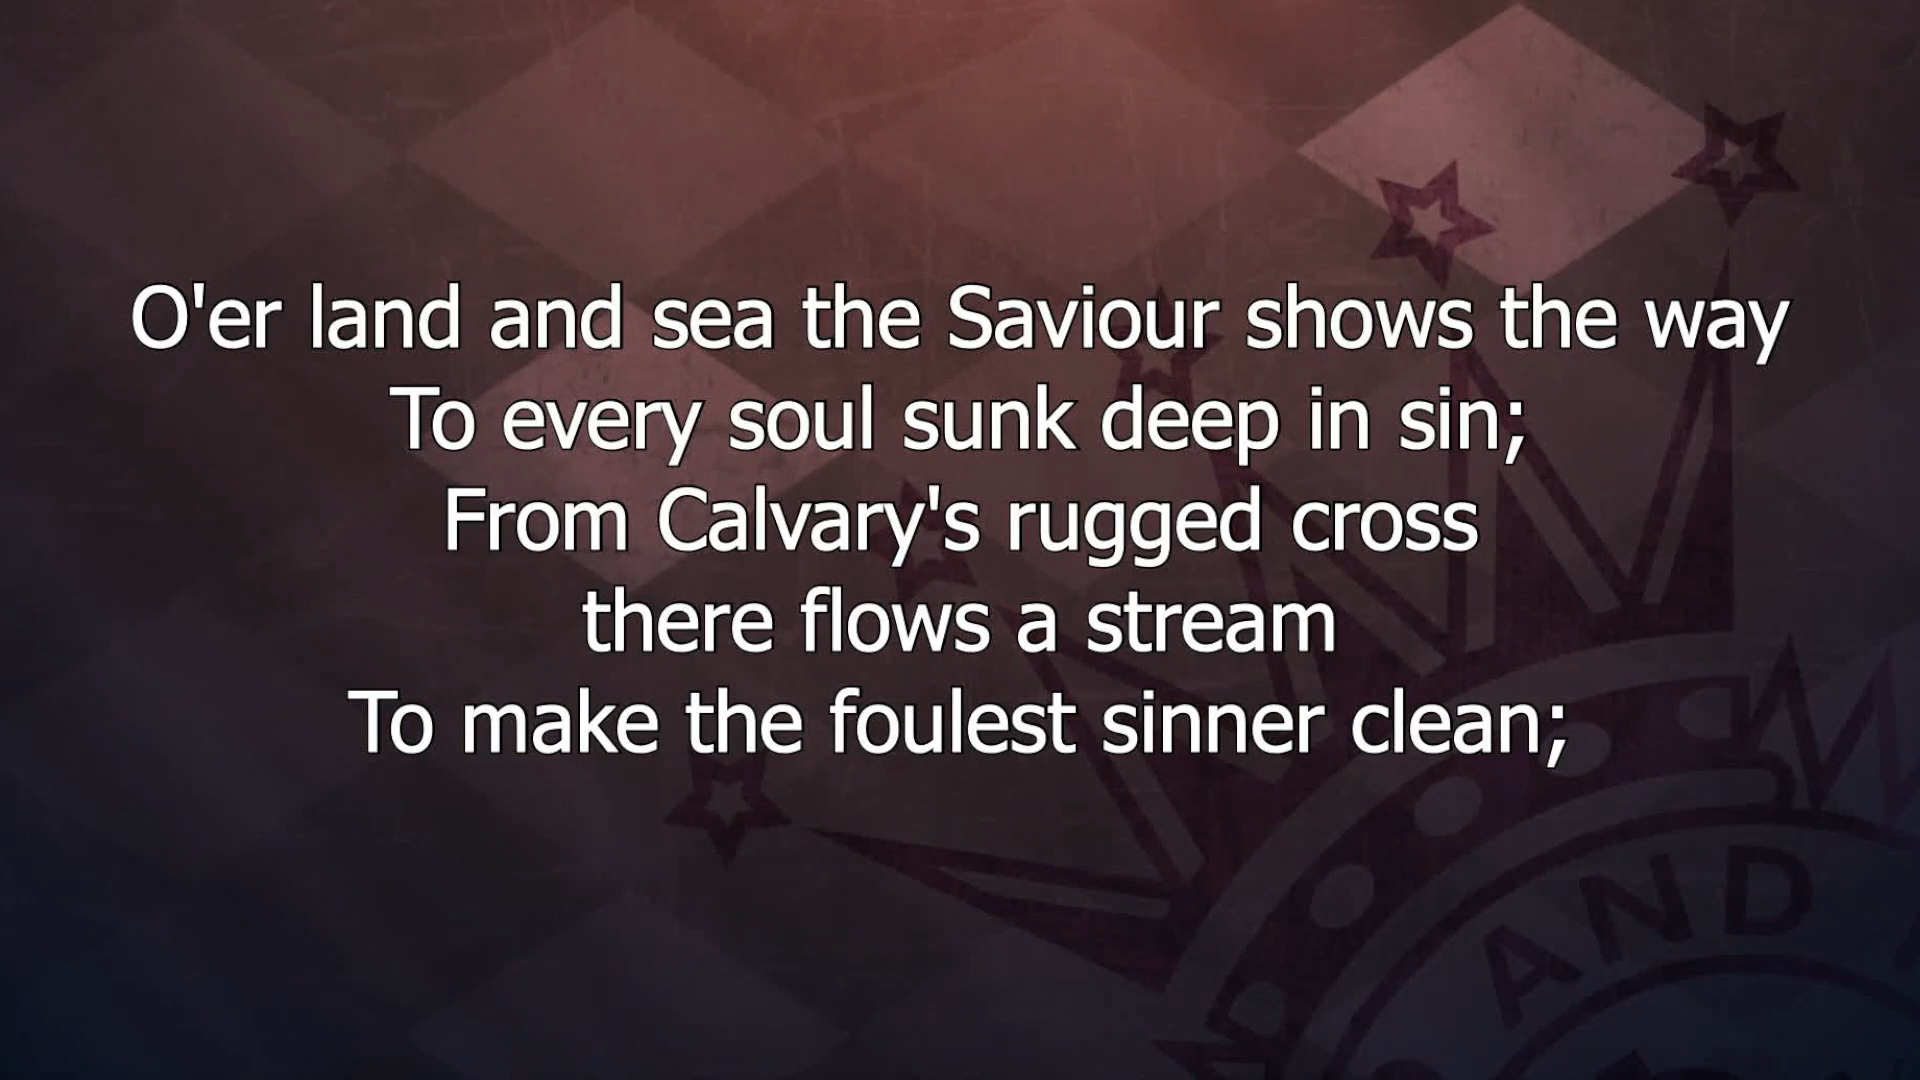 O'er land and sea the Saviour shows the way
To every soul sunk deep in sin;
From Calvary's rugged cross
there flows a stream
To make the foulest sinner clean;
AND